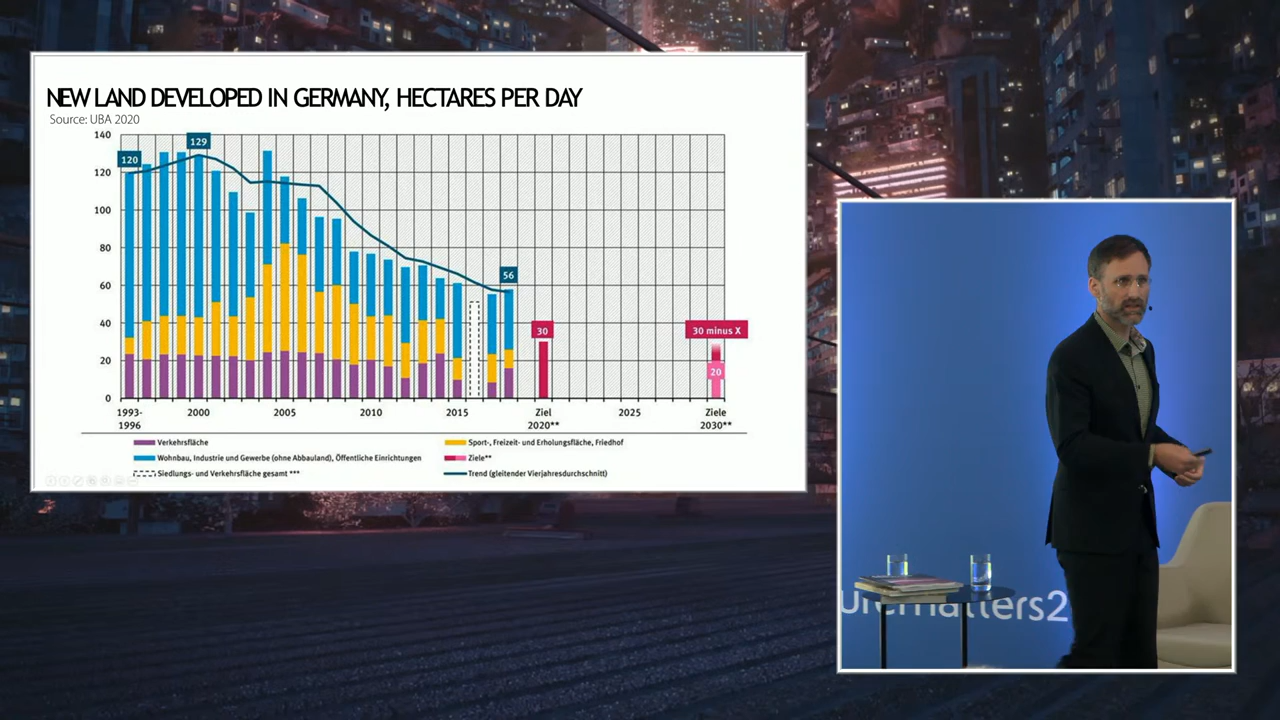 NEW LAND DEVELOPED IN GERMANY, HECTARES PER DAY
Source: UBA 2020
140
120
100
80
60
40
20
0
120
129
56
30
30 minus X
20
1993-
1996
2000
2005
2010
2015
Ziel
2020**
2025
Ziele
2030**
Verkehrsfläche
Sport-, Freizeit- und Erholungsfläche, Friedhof
Wohnbau, Industrie und Gewerbe (ohne Abbauland), Öffentliche Einrichtungen
Ziele**
Siedlungs- und Verkehrsfläche gesamt ***
Trend (gleitender Vierjahresdurchschnitt)
urematters2